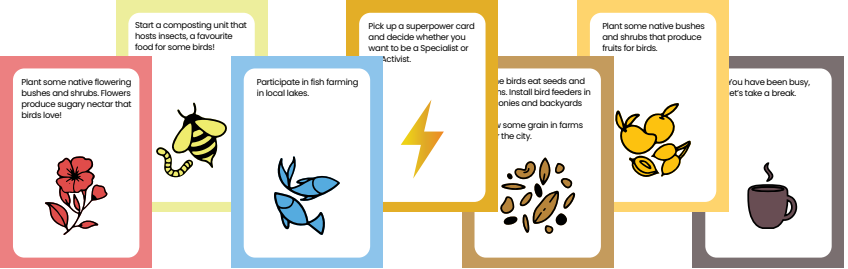 Plant some native flowering
bushes and shrubs. Flowers
produce sugary nectar that
birds love!
Start a composting unit that
hosts insects, a favourite
food for some birds!
Participate in fish farming
in local lakes.
Pick up a superpower card
and decide whether you
want to be a Specialist or
Activist.
birds eat seeds and
Install bird feeders in
and backyards
some grain in farms
the city.
Plant some native bushes
and shrubs that produce
fruits for birds.
You have been busy,
let's take a break.